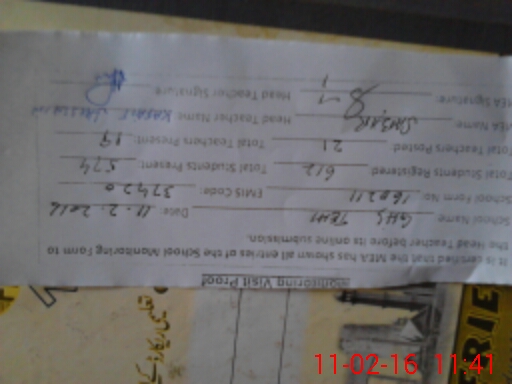 Monitoring Visit Proof
It is certified that the MEA has shown all entries of the School Monitoring Form to
the Head Teacher before its online submission.
School Name GHS Date: 11-2-2016
School Form No. 160211 EMIS Code: 37420
Total Students Registered: 612 Total Students Present: 574
Total Teachers Posted: 21 Total Teachers Present: 19
MEA Name: Head Teacher Name
MEA Signature: Head Teacher Signature
11-02-16 11:41